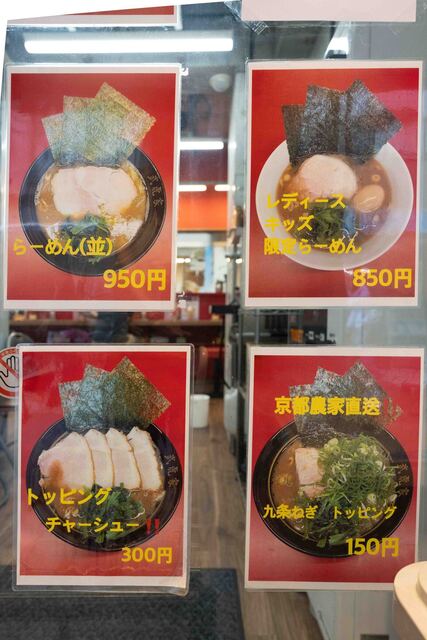 らーめん(並)
950円
レディース
キッズ
限定らーめん
850円
トッピング
チャーシュー!!
300円
京都農家直送
九条ねぎ トッピング
150円